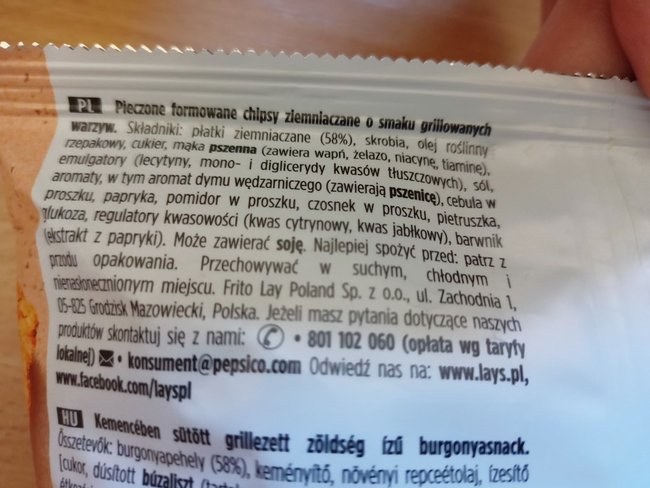 PL Pieczone formowane chipsy ziemniaczane o smaku grillowanych
warzyw. Składniki: płatki ziemniaczane (58%), skrobia, olej roślinny
rzepakowy, cukier, mąka pszenna (zawiera wapń, żelazo, niacynę, tiaminę),
emulgatory (lecytyny, mono- i diglicerydy kwasów tłuszczowych), sól,
aromaty, w tym aromat dymu wędzarniczego (zawierają pszenicę), cebula w
proszku, papryka, pomidor w proszku, czosnek w proszku, pietruszka,
glukoza, regulatory kwasowości (kwas cytrynowy, kwas jabłkowy), barwnik
(ekstrakt z papryki). Może zawierać soję. Najlepiej spożyć przed: patrz z
przodu opakowania. Przechowywać w suchym, chłodnym i
nienasłonecznionym miejscu. Frito Lay Poland Sp. z o.o., ul. Zachodnia 1,
05-825 Grodzisk Mazowiecki, Polska. Jeżeli masz pytania dotyczące naszych
produktów skontaktuj się z nami: • 801 102 060 (opłata wg taryfy
lokalnej) • konsument@pepsico.com Odwiedź nas na: www.lays.pl,
www.facebook.com/layspl
HU Kemencében sütött grillezett zöldség ízű burgonyasnack.
Összetevők: burgonyapehely (58%), keményítő, növényi repceétolaj, ízesítő
[cukor, dúsított búzaliszt